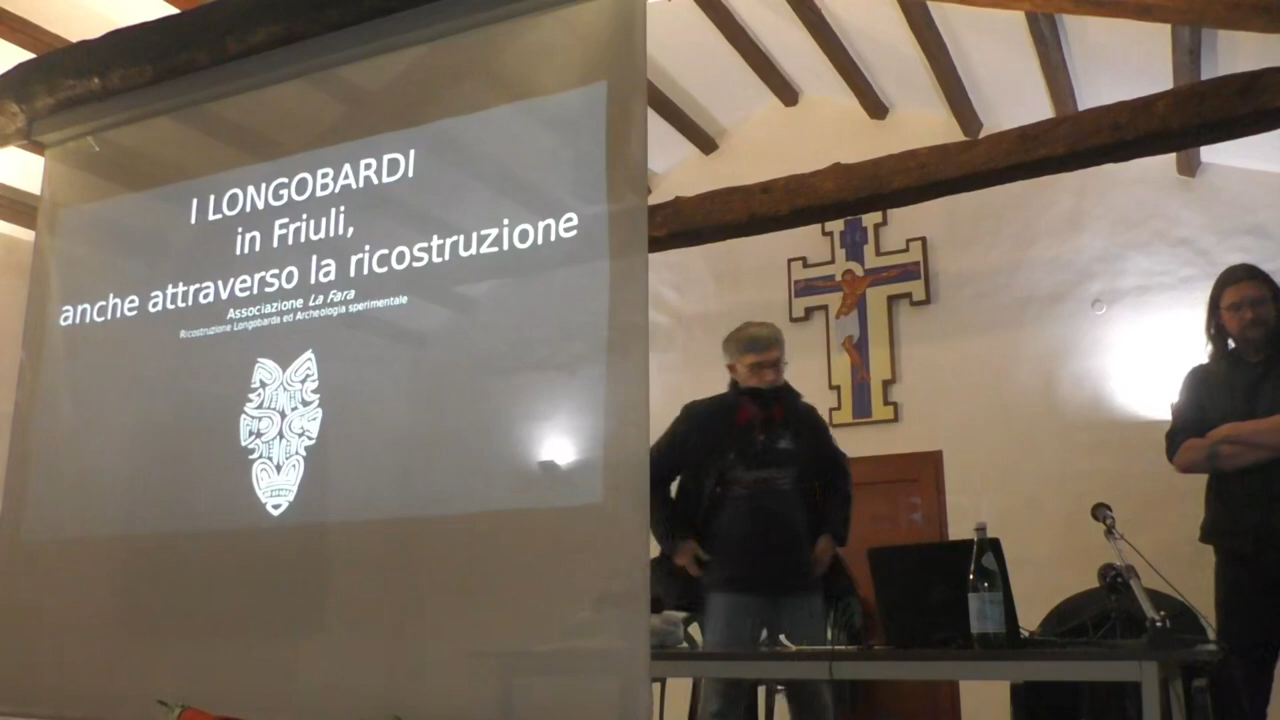 I LONGOBARDI
in Friuli,
anche attraverso la ricostruzione
Associazione La Fara
Ricostruzione Longobarda ed Archeologia sperimentale